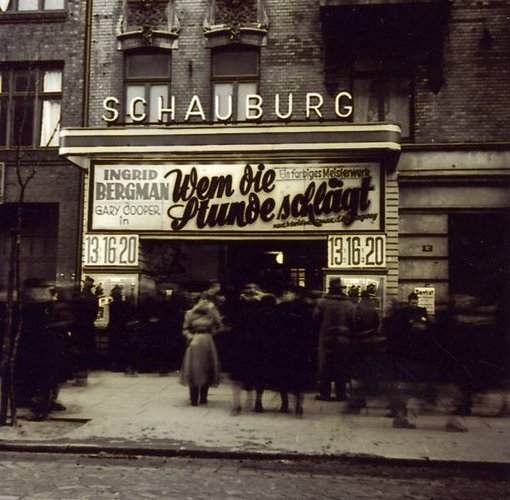 SCHAUBURG
INGRID
BERGMAN
GARY COOPER
in
Wem die
Stunde schlägt
Ein farbiges Meisterwerk
13·16·20
13·16·20